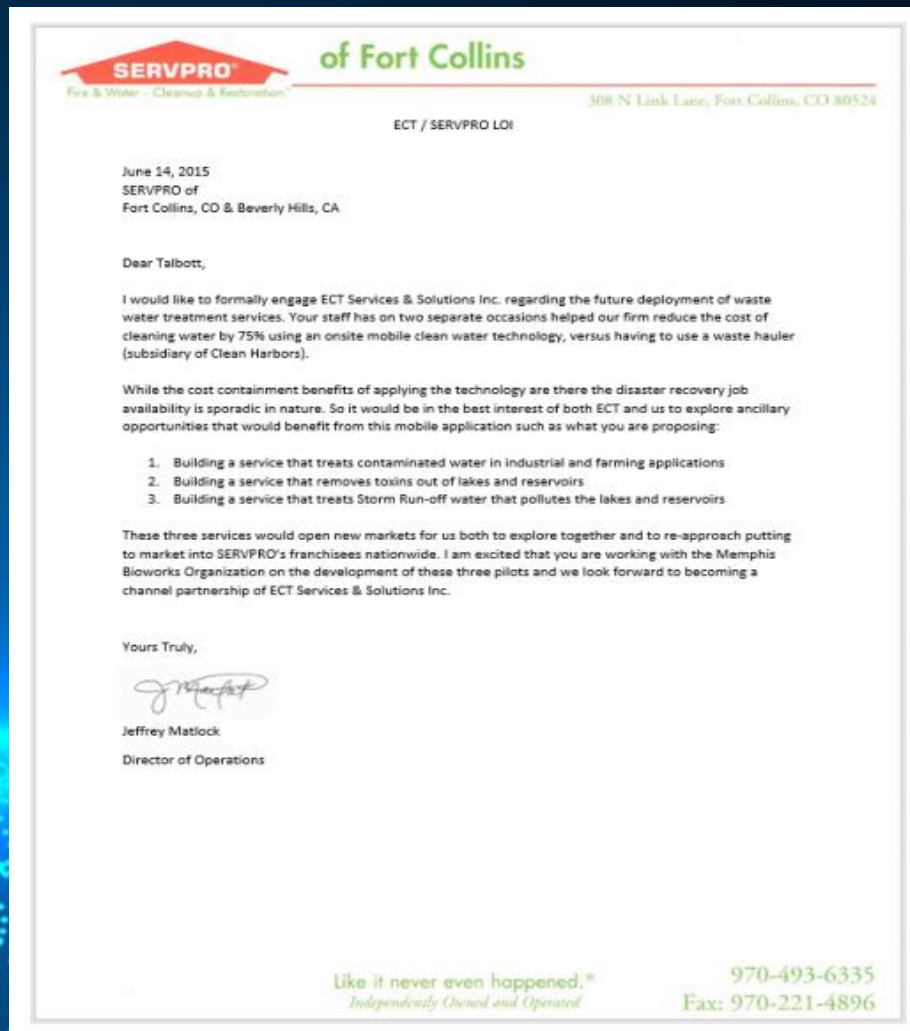 SERVPRO®
of Fort Collins
Fire & Water - Cleanup & Restoration™
308 N Link Lane, Fort Collins, CO 80524
ECT / SERVPRO LOI
June 14, 2015
SERVPRO of
Fort Collins, CO & Beverly Hills, CA
Dear Talbott,
I would like to formally engage ECT Services & Solutions Inc. regarding the future deployment of waste
water treatment services. Your staff has on two separate occasions helped our firm reduce the cost of
cleaning water by 75% using an onsite mobile clean water technology, versus having to use a waste hauler
(subsidiary of Clean Harbors).
While the cost containment benefits of applying the technology are there the disaster recovery job
availability is sporadic in nature. So it would be in the best interest of both ECT and us to explore ancillary
opportunities that would benefit from this mobile application such as what you are proposing:
1. Building a service that treats contaminated water in industrial and farming applications
2. Building a service that removes toxins out of lakes and reservoirs
3. Building a service that treats Storm Run-off water that pollutes the lakes and reservoirs
These three services would open new markets for us both to explore together and to re-approach putting
to market into SERVPRO's franchisees nationwide. I am excited that you are working with the Memphis
Bioworks Organization on the development of these three pilots and we look forward to becoming a
channel partnership of ECT Services & Solutions Inc.
Yours Truly,
Jeffrey Matlock
Director of Operations
Like it never even happened.®
Independently Owned and Operated
970-493-6335
Fax: 970-221-4896